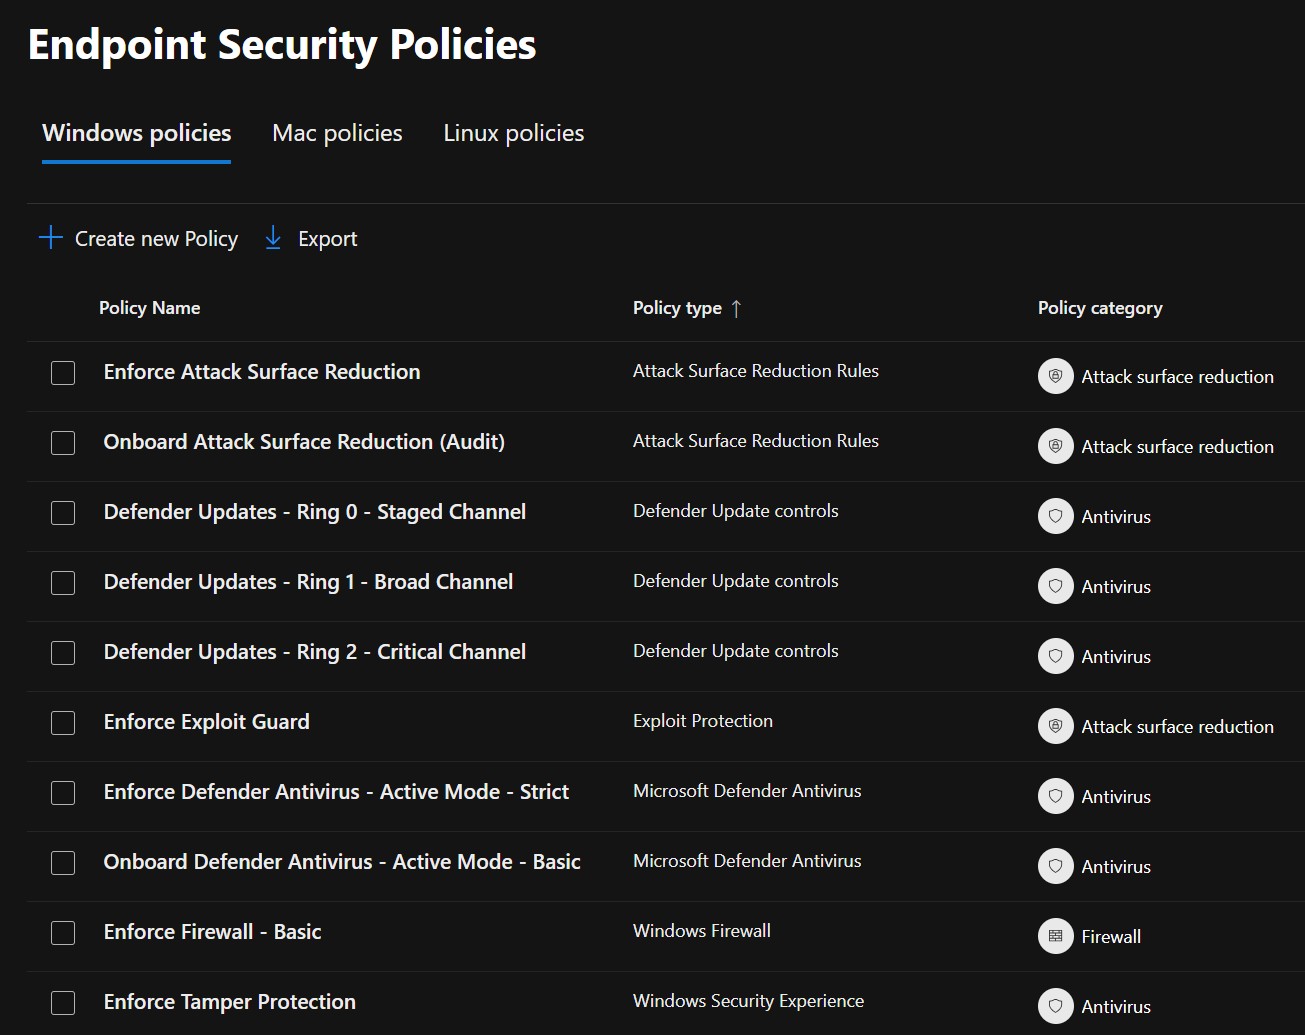 Endpoint Security Policies
Windows policies Mac policies Linux policies
Create new Policy Export
Policy Name Policy type ↑ Policy category
Enforce Attack Surface Reduction Attack Surface Reduction Rules Attack surface reduction
Onboard Attack Surface Reduction (Audit) Attack Surface Reduction Rules Attack surface reduction
Defender Updates - Ring 0 - Staged Channel Defender Update controls Antivirus
Defender Updates - Ring 1 - Broad Channel Defender Update controls Antivirus
Defender Updates - Ring 2 - Critical Channel Defender Update controls Antivirus
Enforce Exploit Guard Exploit Protection Attack surface reduction
Enforce Defender Antivirus - Active Mode - Strict Microsoft Defender Antivirus Antivirus
Onboard Defender Antivirus - Active Mode - Basic Microsoft Defender Antivirus Antivirus
Enforce Firewall - Basic Windows Firewall Firewall
Enforce Tamper Protection Windows Security Experience Antivirus